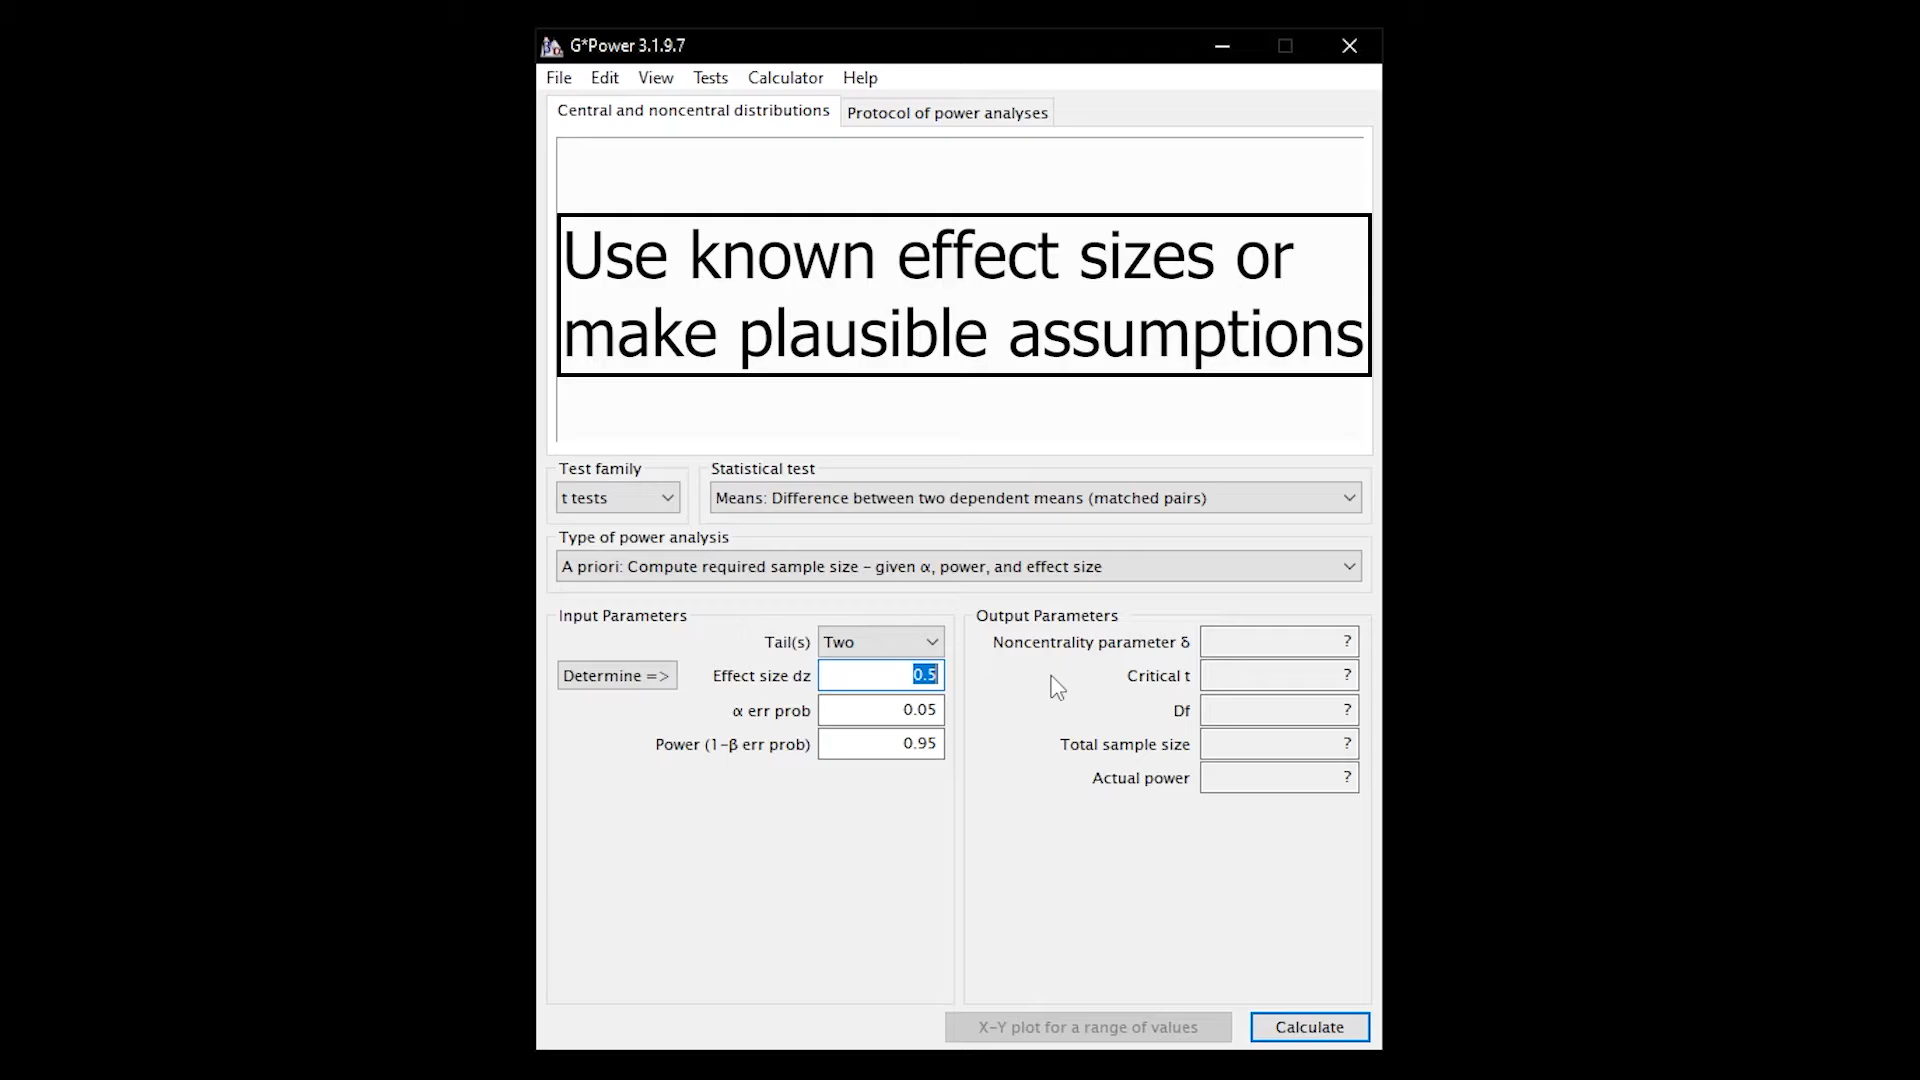 G*Power 3.1.9.7
File Edit View Tests Calculator Help
Central and noncentral distributions Protocol of power analyses
Use known effect sizes or
make plausible assumptions
Test family Statistical test
t tests Means: Difference between two dependent means (matched pairs)
Type of power analysis
A priori: Compute required sample size – given α, power, and effect size
Input Parameters Output Parameters
Tail(s) Two Noncentrality parameter δ ?
Determine => Effect size dz 0.5 Critical t ?
α err prob 0.05 Df ?
Power (1-β err prob) 0.95 Total sample size ?
Actual power ?
X-Y plot for a range of values Calculate